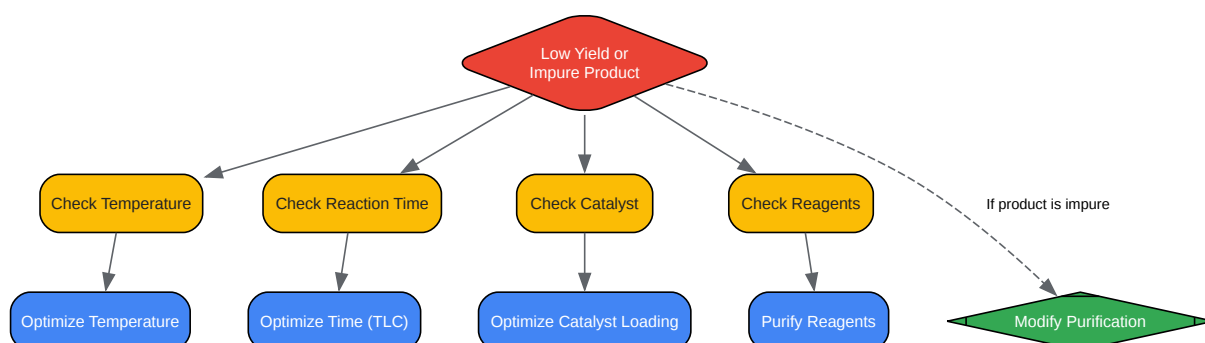 Low Yield or
Impure Product
Check Temperature
Check Reaction Time
Check Catalyst
Check Reagents
If product is impure
Optimize Temperature
Optimize Time (TLC)
Optimize Catalyst Loading
Purify Reagents
Modify Purification